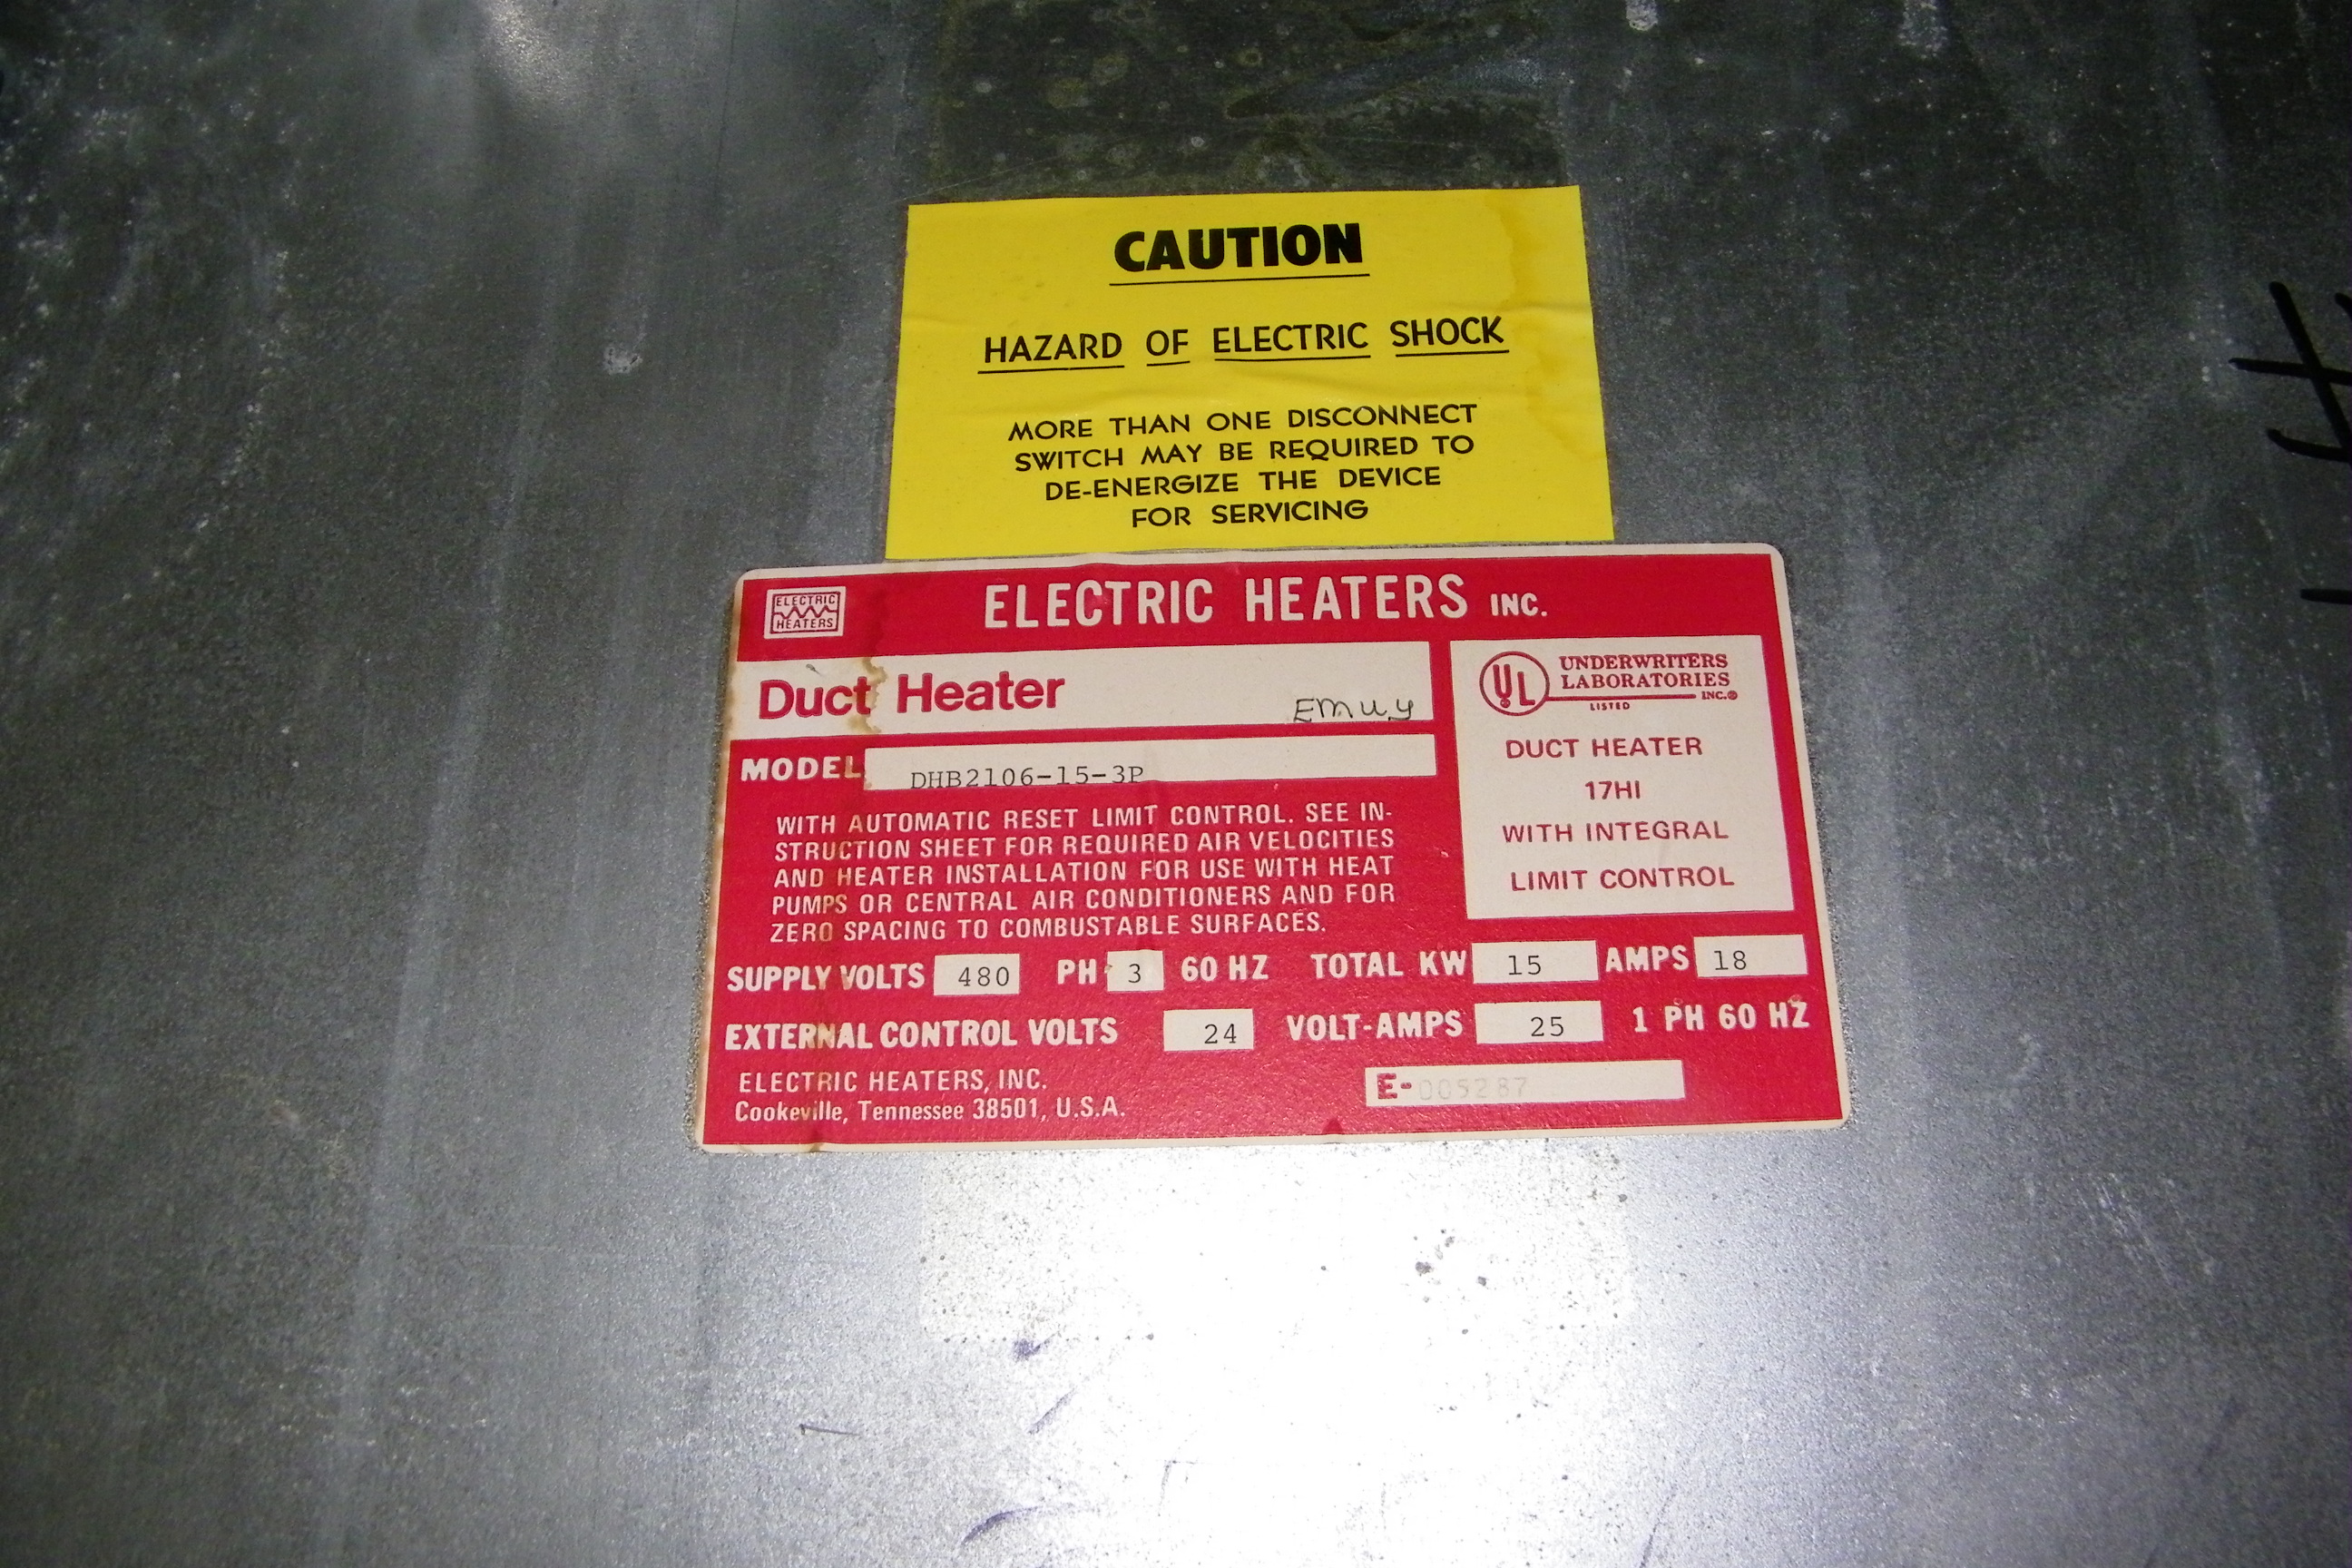 CAUTION
HAZARD OF ELECTRIC SHOCK
MORE THAN ONE DISCONNECT
SWITCH MAY BE REQUIRED TO
DE-ENERGIZE THE DEVICE
FOR SERVICING
ELECTRIC
HEATERS
ELECTRIC HEATERS INC.
Duct Heater
UL UNDERWRITERS
LABORATORIES
INC.®
LISTED
DUCT HEATER
17HI
WITH INTEGRAL
LIMIT CONTROL
MODEL DHB2106-15-3P
WITH AUTOMATIC RESET LIMIT CONTROL. SEE IN-
STRUCTION SHEET FOR REQUIRED AIR VELOCITIES
AND HEATER INSTALLATION FOR USE WITH HEAT
PUMPS OR CENTRAL AIR CONDITIONERS AND FOR
ZERO SPACING TO COMBUSTABLE SURFACES.
SUPPLY VOLTS 480 PH 3 60 HZ TOTAL KW 15 AMPS 18
EXTERNAL CONTROL VOLTS 24 VOLT-AMPS 25 1 PH 60 HZ
ELECTRIC HEATERS, INC.
Cookeville, Tennessee 38501, U.S.A.
E-005287